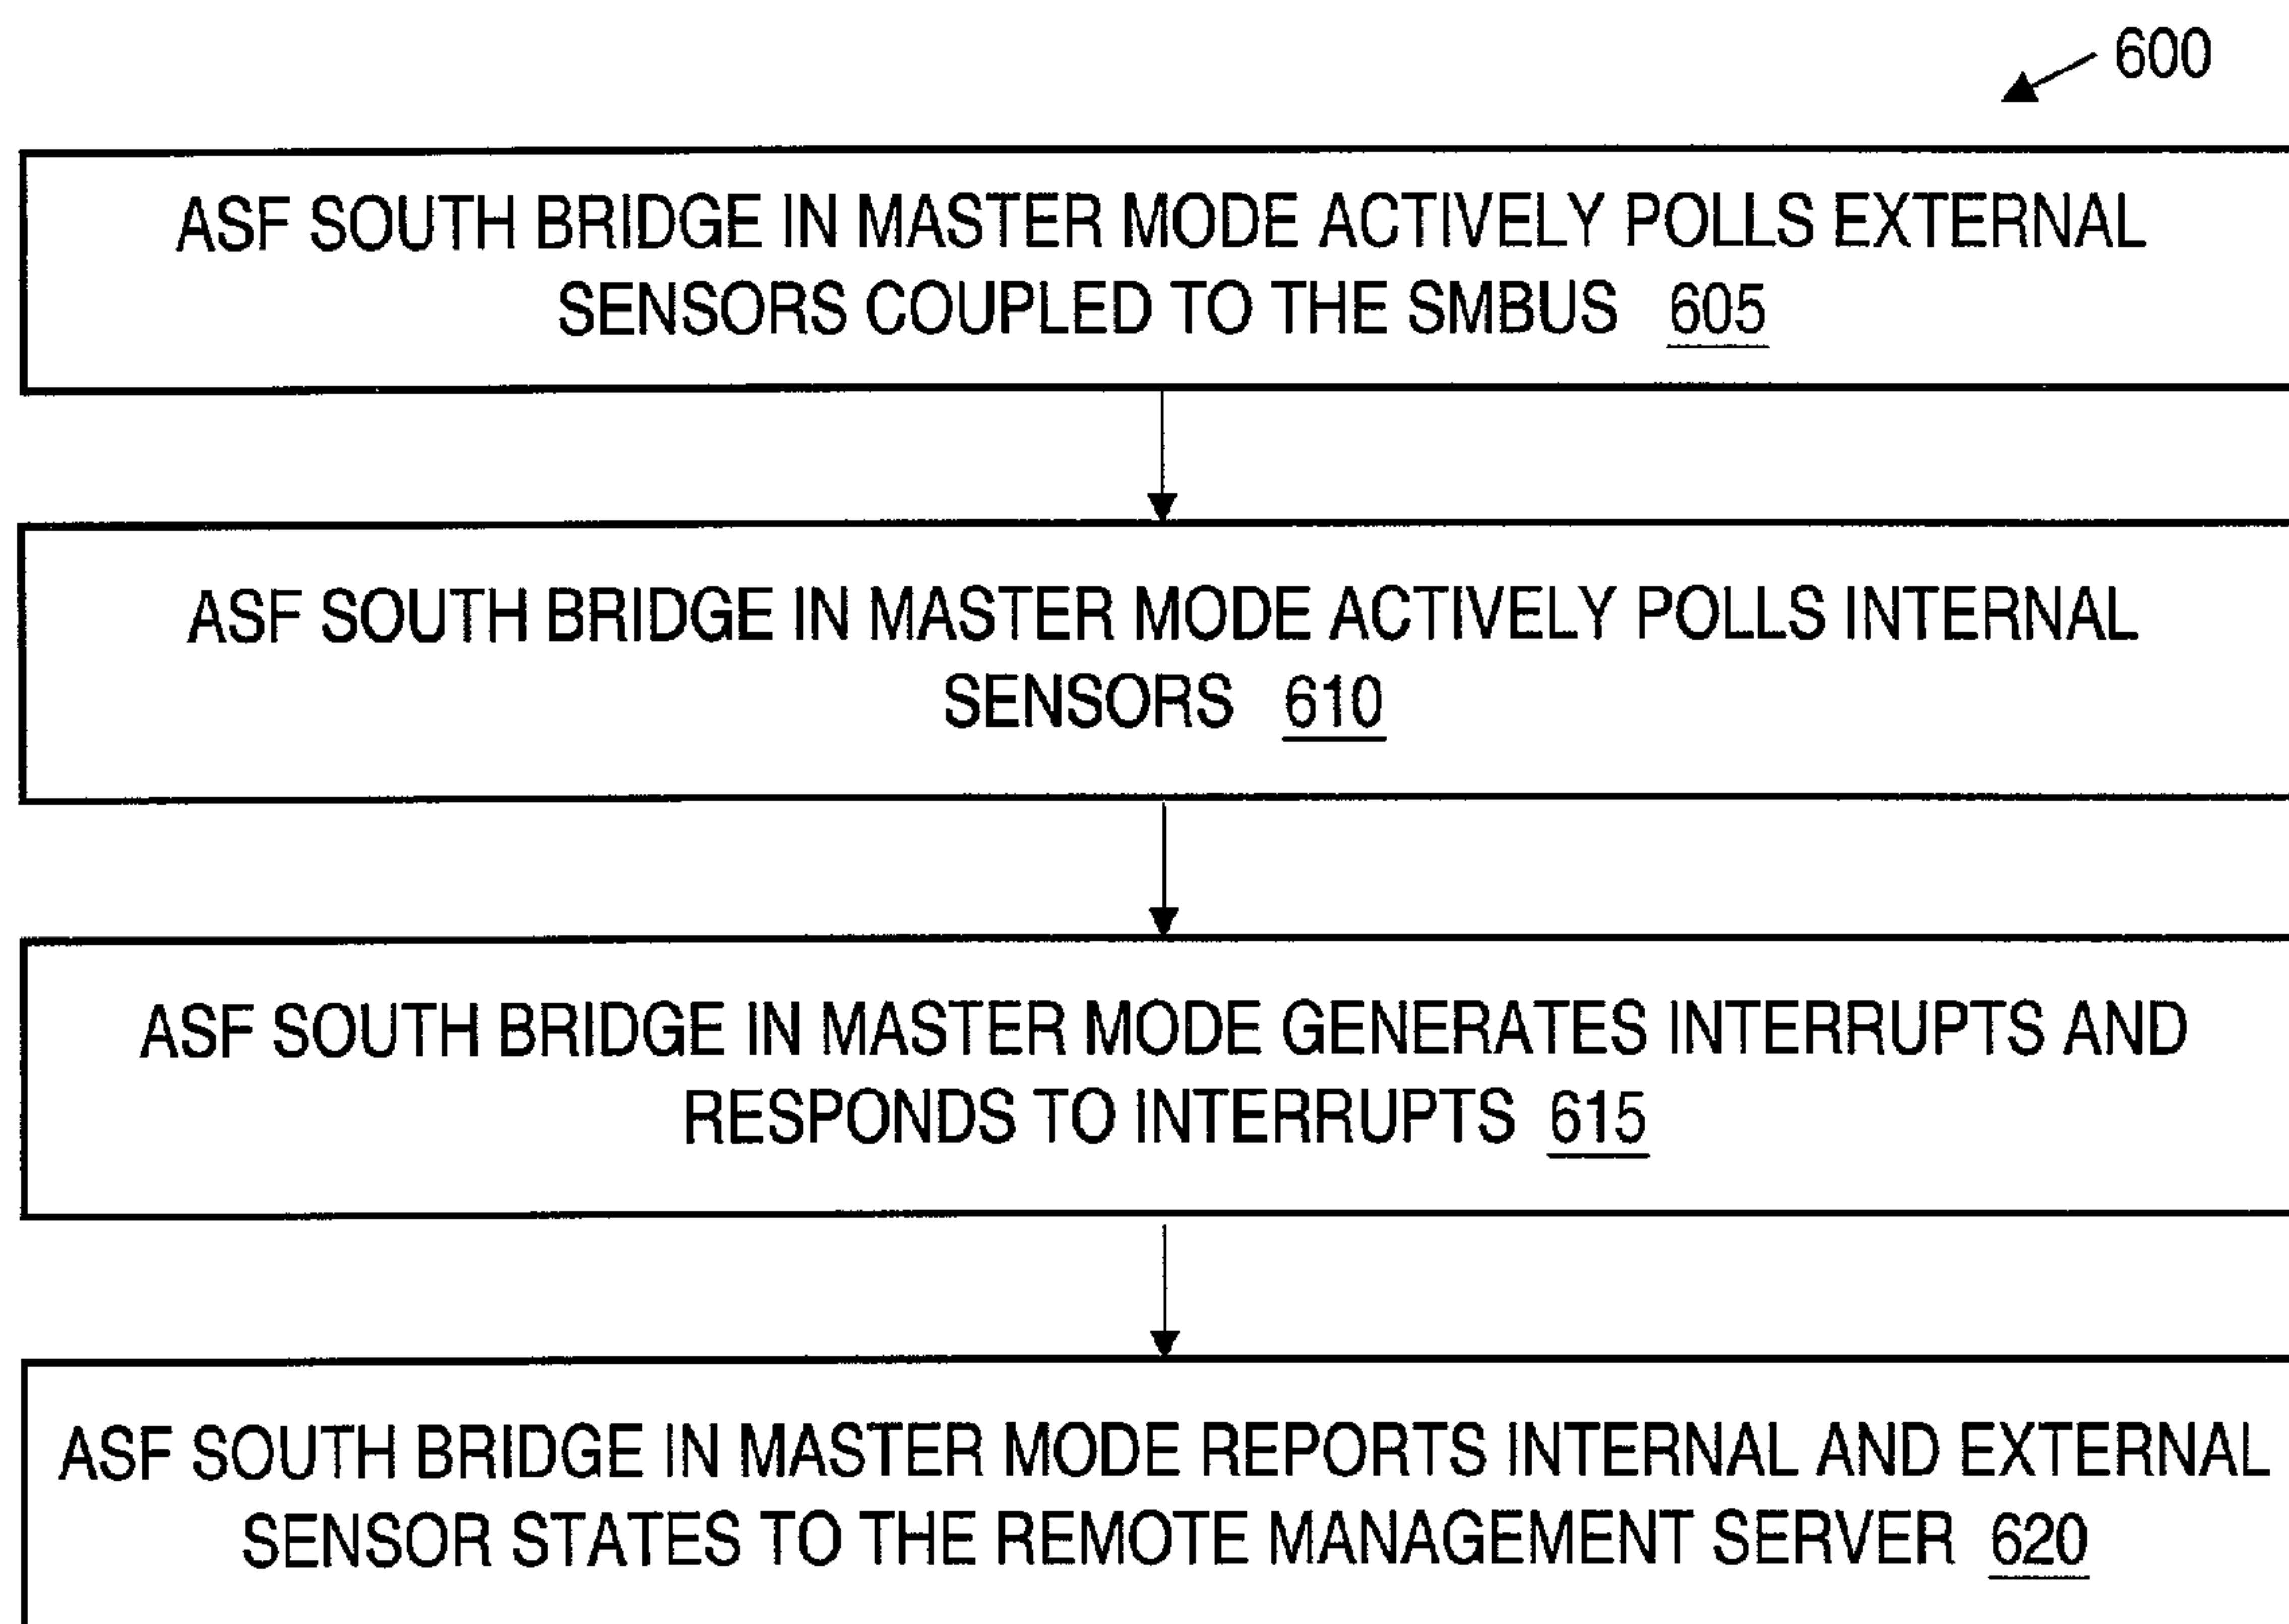 600
ASF SOUTH BRIDGE IN MASTER MODE ACTIVELY POLLS EXTERNAL
SENSORS COUPLED TO THE SMBUS 605
ASF SOUTH BRIDGE IN MASTER MODE ACTIVELY POLLS INTERNAL
SENSORS 610
ASF SOUTH BRIDGE IN MASTER MODE GENERATES INTERRUPTS AND
RESPONDS TO INTERRUPTS 615
ASF SOUTH BRIDGE IN MASTER MODE REPORTS INTERNAL AND EXTERNAL
SENSOR STATES TO THE REMOTE MANAGEMENT SERVER 620